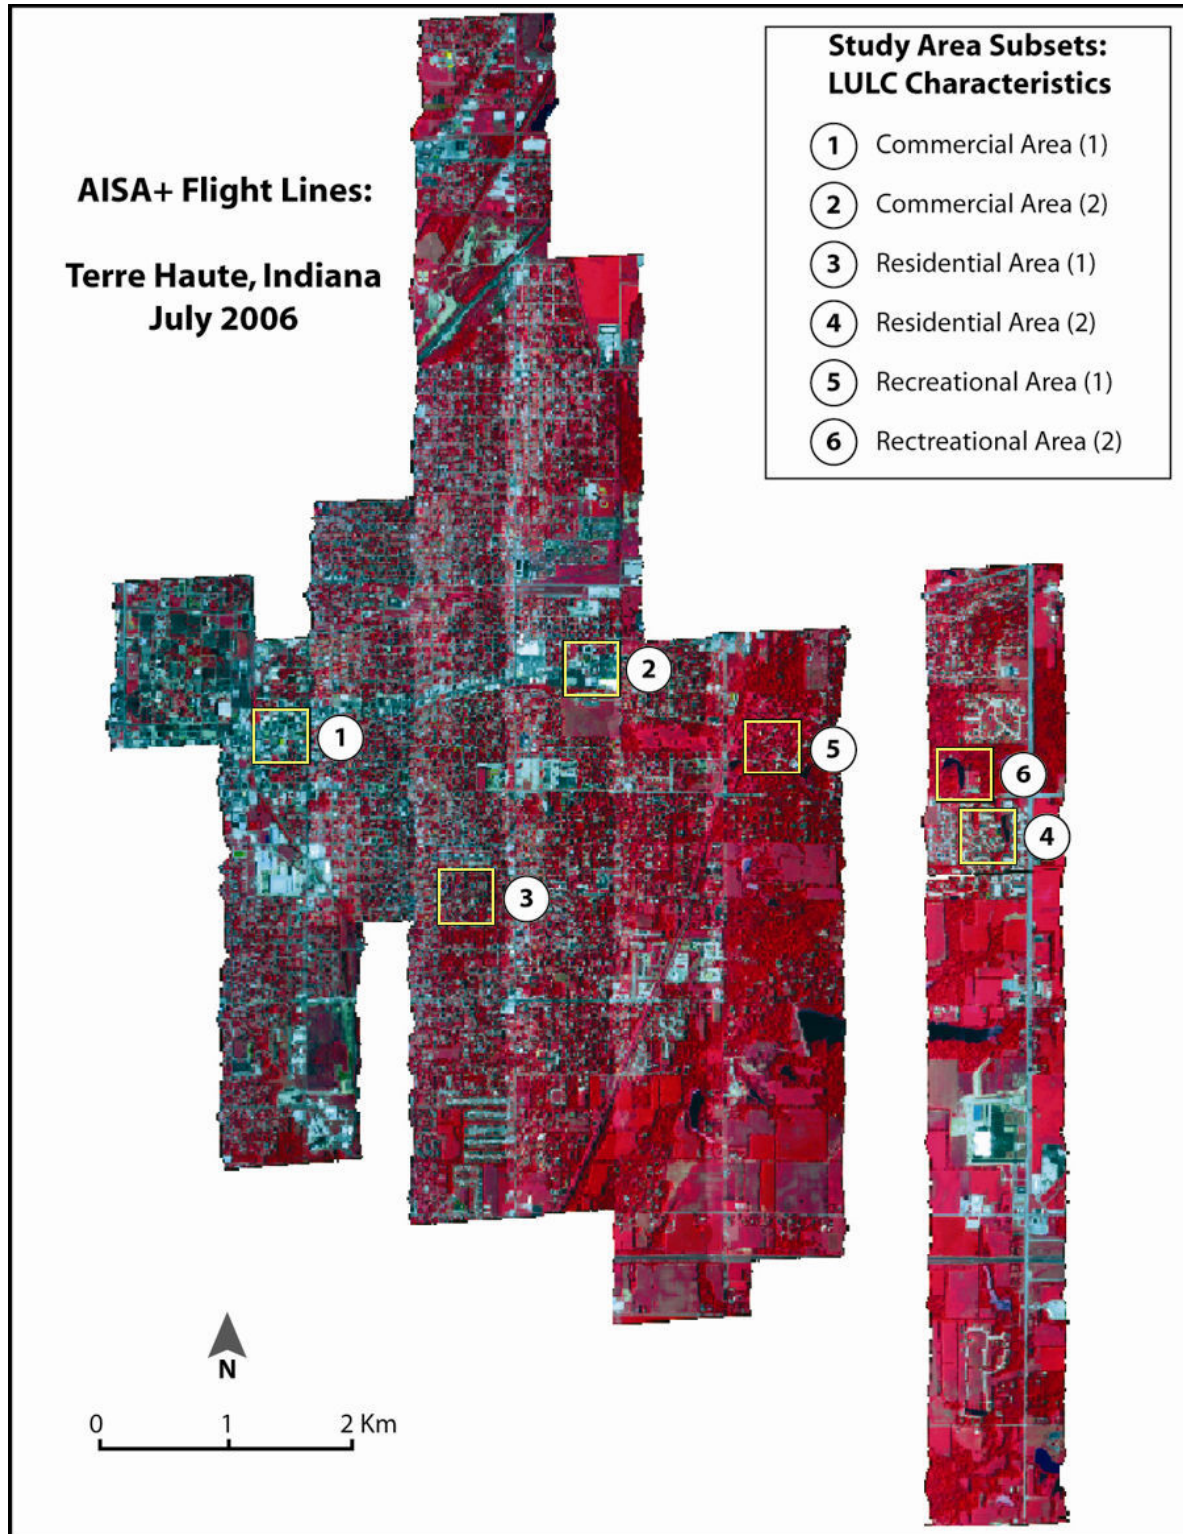 AISA+ Flight Lines:
Terre Haute, Indiana
July 2006
Study Area Subsets:
LULC Characteristics
1 Commercial Area (1)
2 Commercial Area (2)
3 Residential Area (1)
4 Residential Area (2)
5 Recreational Area (1)
6 Rectreational Area (2)
2
1
5
6
4
3
N
0 1 2 Km